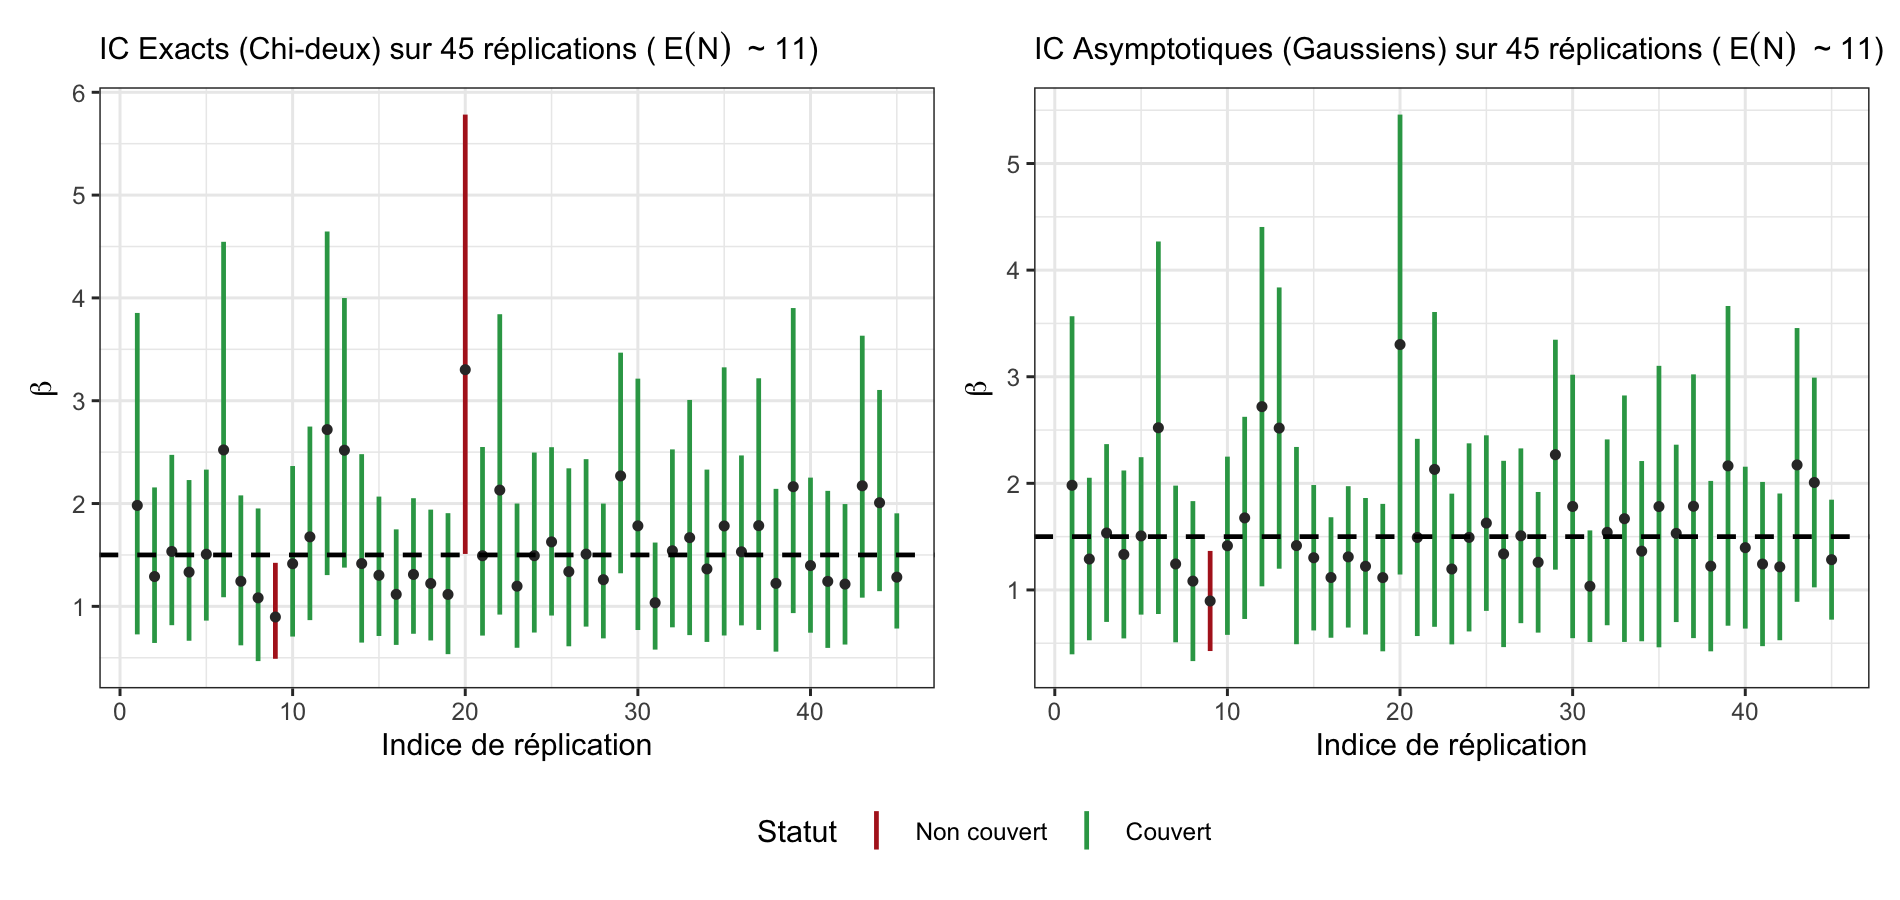 IC Exacts (Chi-deux) sur 45 réplications ( E(N) ~ 11)
6
5
4
3
2
1
β
0 10 20 30 40
Indice de réplication
IC Asymptotiques (Gaussiens) sur 45 réplications ( E(N) ~ 11)
5
4
3
2
1
β
0 10 20 30 40
Indice de réplication
Statut Non couvert Couvert